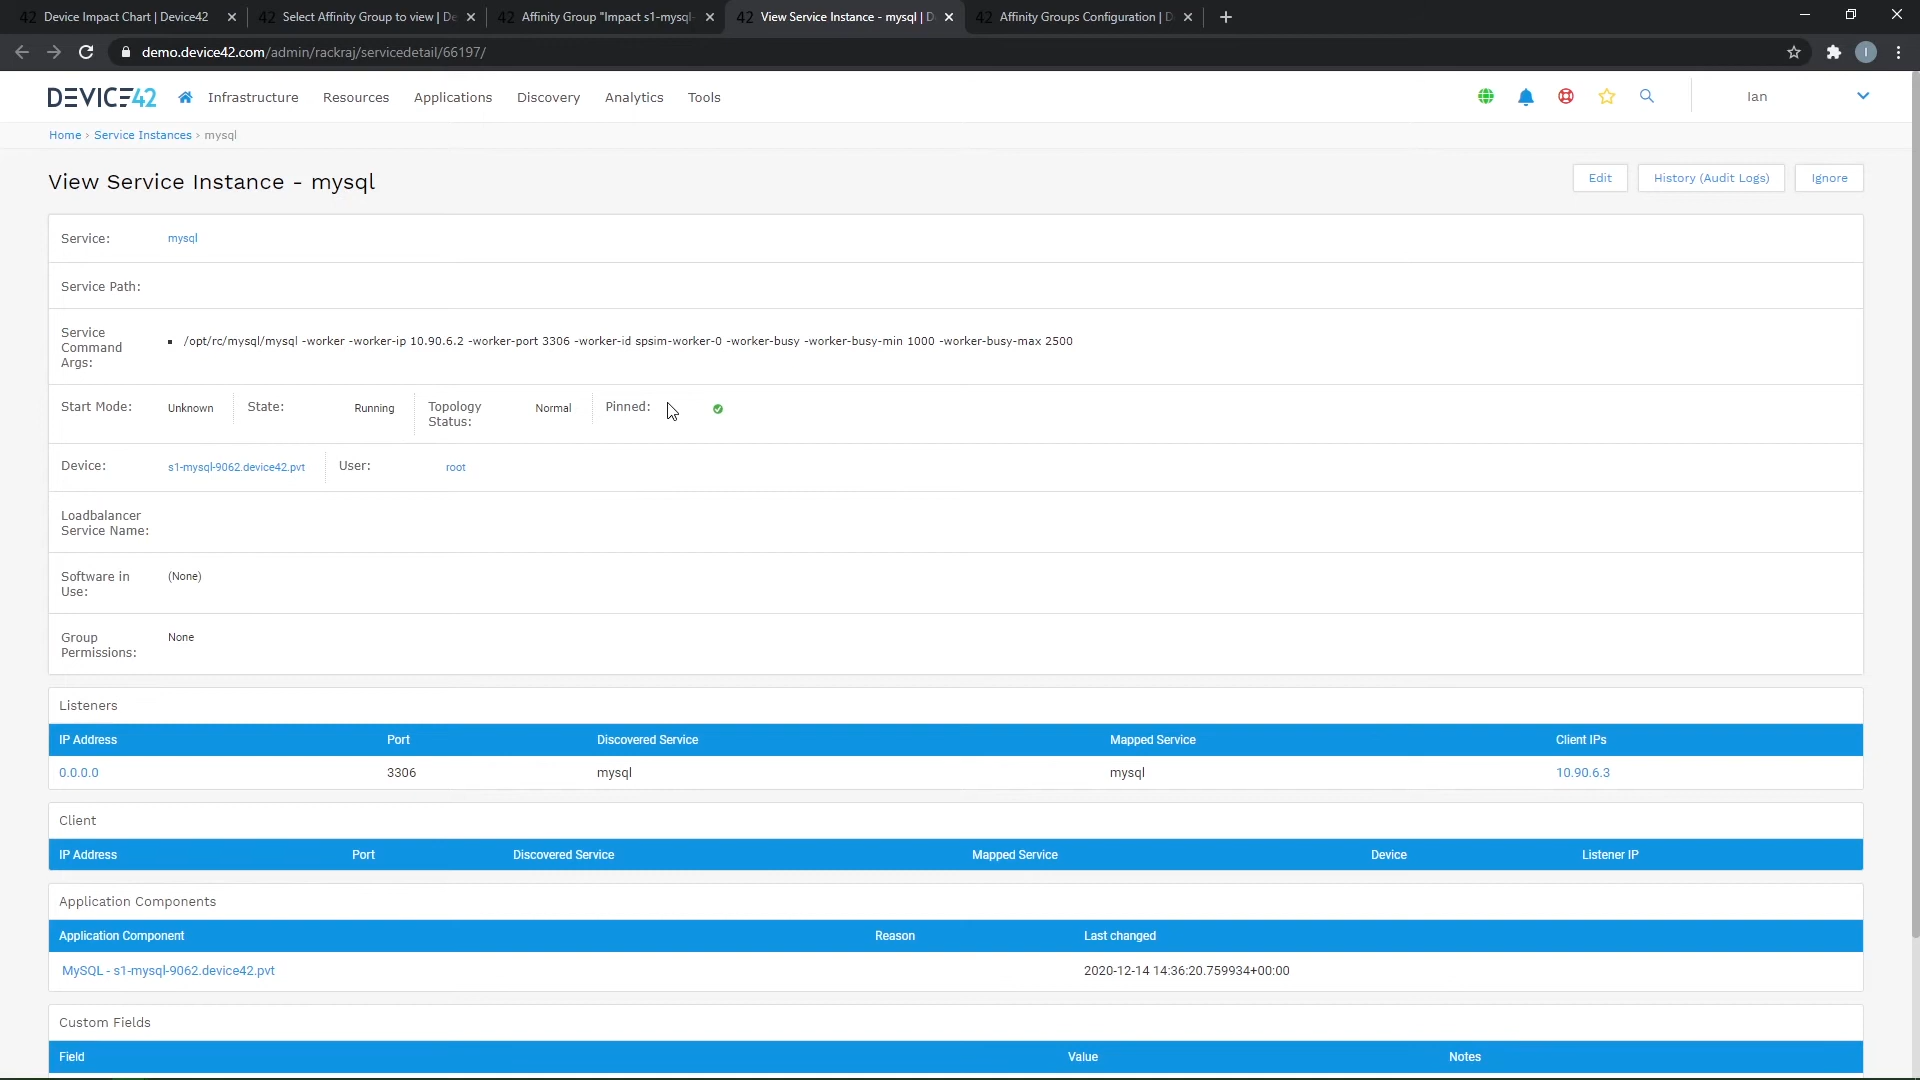 42 Device Impact Chart | Device42
42 Select Affinity Group to view | De
42 Affinity Group "Impact s1-mysql-
42 View Service Instance - mysql | D
42 Affinity Groups Configuration | D
demo.device42.com/admin/rackraj/servicedetail/66197/
I
DEVICE42 Infrastructure Resources Applications Discovery Analytics Tools Ian
Home › Service Instances › mysql
View Service Instance - mysql
Edit History (Audit Logs) Ignore
Service: mysql
Service Path:
Service
Command
Args:
/opt/rc/mysql/mysql -worker -worker-ip 10.90.6.2 -worker-port 3306 -worker-id spsim-worker-0 -worker-busy -worker-busy-min 1000 -worker-busy-max 2500
Start Mode: Unknown State: Running Topology
Status: Normal Pinned:
Device: s1-mysql-9062.device42.pvt User: root
Loadbalancer
Service Name:
Software in
Use: (None)
Group
Permissions: None
Listeners
IP Address Port Discovered Service Mapped Service Client IPs
0.0.0.0 3306 mysql mysql 10.90.6.3
Client
IP Address Port Discovered Service Mapped Service Device Listener IP
Application Components
Application Component Reason Last changed
MySQL - s1-mysql-9062.device42.pvt 2020-12-14 14:36:20.759934+00:00
Custom Fields
Field Value Notes